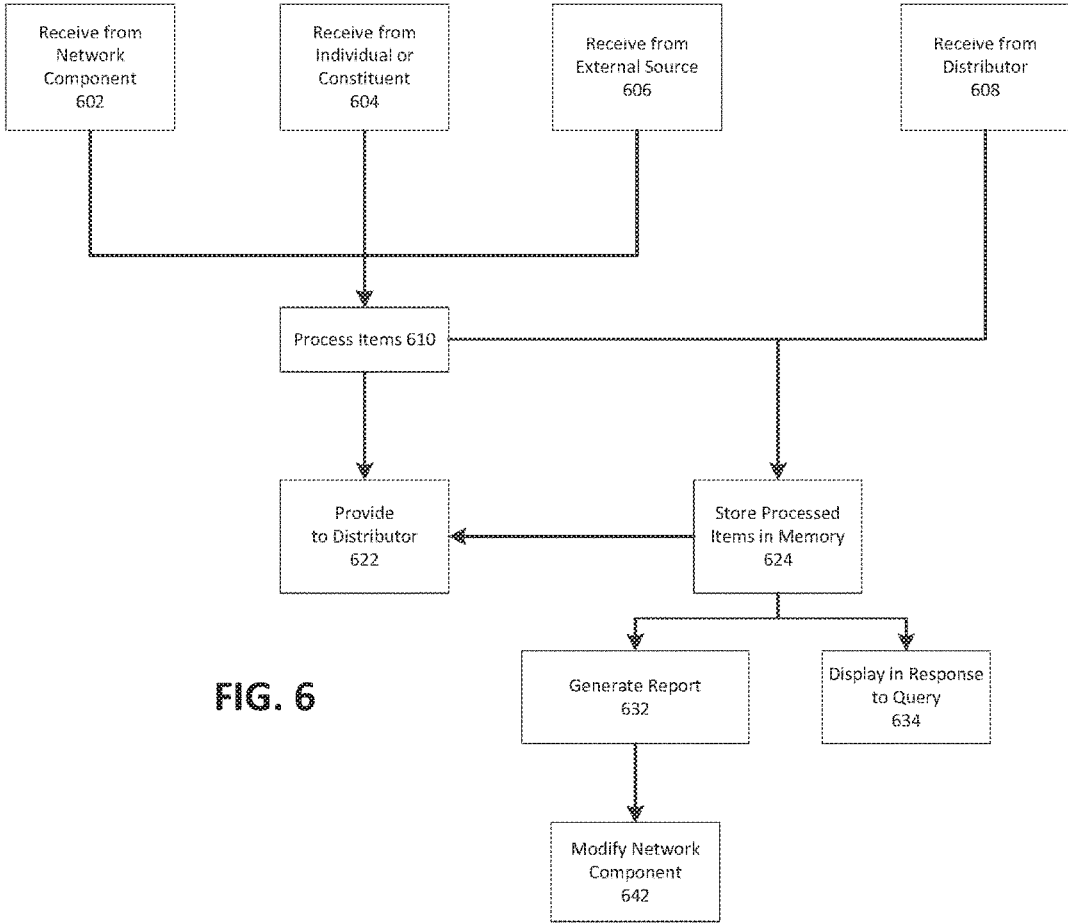 Receive from
Network
Component
602
Receive from
Individual or
Constituent
604
Receive from
External Source
606
Receive from
Distributor
608
Process Items 610
Provide
to Distributor
622
Store Processed
Items in Memory
624
Generate Report
632
Display in Response
to Query
634
FIG. 6
Modify Network
Component
642